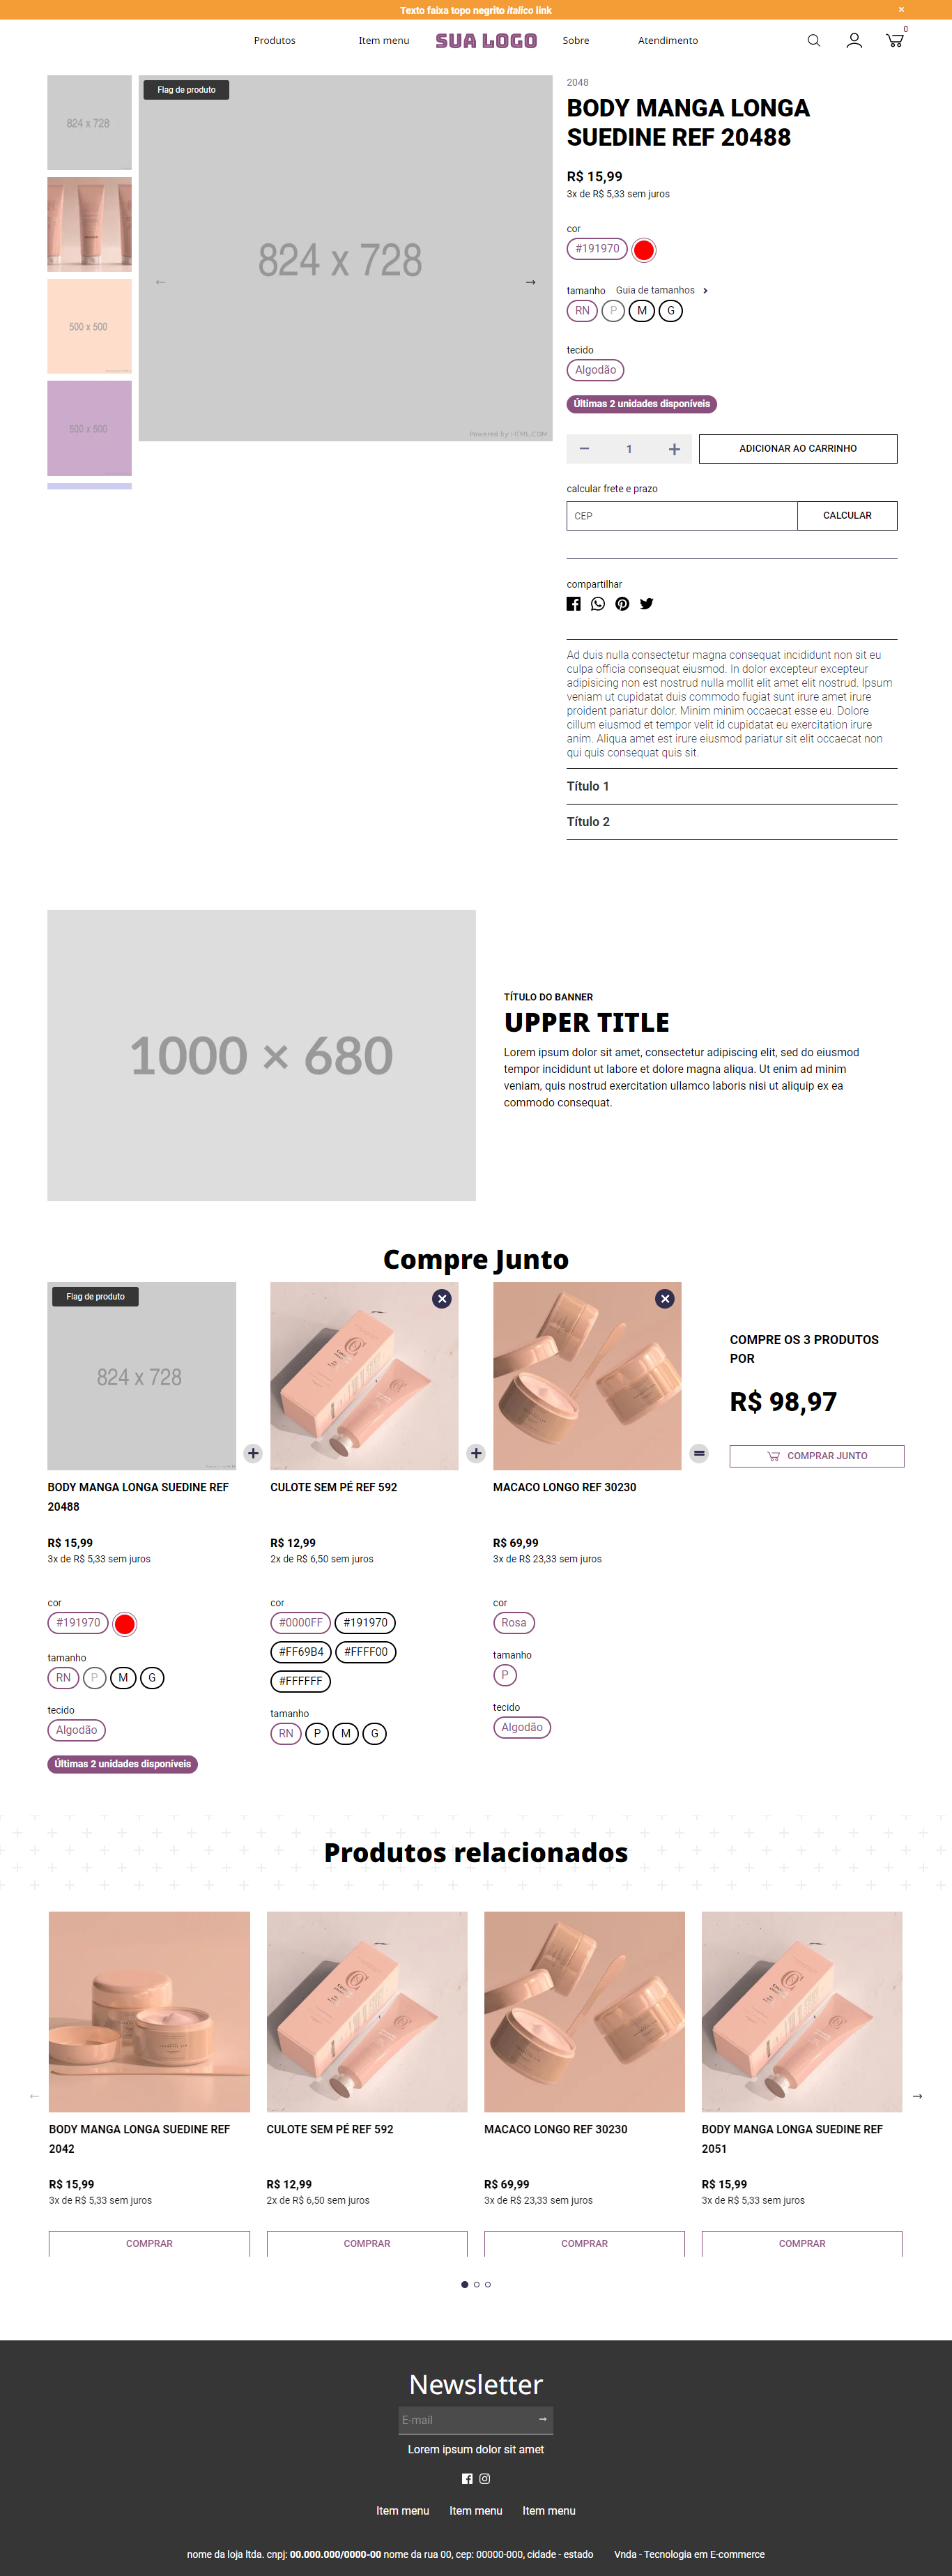 Texto faixa topo negrito itálico link
×
Produtos
Item menu
SUA LOGO
Sobre
Atendimento
0
824 x 728
500 x 500
500 x 500
Flag de produto
824 x 728
Powered by HTML.COM
2048
BODY MANGA LONGA
SUEDINE REF 20488
R$ 15,99
3x de R$ 5,33 sem juros
cor
#191970
tamanho Guia de tamanhos
RN P M G
tecido
Algodão
Últimas 2 unidades disponíveis
− 1 +
ADICIONAR AO CARRINHO
calcular frete e prazo
CEP
CALCULAR
compartilhar
Ad duis nulla consectetur magna consequat incididunt non sit eu
culpa officia consequat eiusmod. In dolor excepteur excepteur
adipisicing non est nostrud nulla mollit elit amet elit nostrud. Ipsum
veniam ut cupidatat duis commodo fugiat sunt irure amet irure
proident pariatur dolor. Minim minim occaecat esse eu. Dolore
cillum eiusmod et tempor velit id cupidatat eu exercitation irure
anim. Aliqua amet est irure eiusmod pariatur sit elit occaecat non
qui quis consequat quis sit.
Título 1
Título 2
1000 × 680
TÍTULO DO BANNER
UPPER TITLE
Lorem ipsum dolor sit amet, consectetur adipiscing elit, sed do eiusmod
tempor incididunt ut labore et dolore magna aliqua. Ut enim ad minim
veniam, quis nostrud exercitation ullamco laboris nisi ut aliquip ex ea
commodo consequat.
Compre Junto
Flag de produto
824 x 728
BODY MANGA LONGA SUEDINE REF
20488
R$ 15,99
3x de R$ 5,33 sem juros
cor
#191970
tamanho
RN P M G
tecido
Algodão
Últimas 2 unidades disponíveis
+
CULOTE SEM PÉ REF 592
R$ 12,99
2x de R$ 6,50 sem juros
cor
#0000FF #191970
#FF69B4 #FFFF00
#FFFFFF
tamanho
RN P M G
+
MACACO LONGO REF 30230
R$ 69,99
3x de R$ 23,33 sem juros
cor
Rosa
tamanho
P
tecido
Algodão
=
COMPRE OS 3 PRODUTOS
POR
R$ 98,97
COMPRAR JUNTO
Produtos relacionados
BODY MANGA LONGA SUEDINE REF
2042
R$ 15,99
3x de R$ 5,33 sem juros
COMPRAR
CULOTE SEM PÉ REF 592
R$ 12,99
2x de R$ 6,50 sem juros
COMPRAR
MACACO LONGO REF 30230
R$ 69,99
3x de R$ 23,33 sem juros
COMPRAR
BODY MANGA LONGA SUEDINE REF
2051
R$ 15,99
3x de R$ 5,33 sem juros
COMPRAR
Newsletter
E-mail
Lorem ipsum dolor sit amet
Item menu Item menu Item menu
nome da loja ltda. cnpj: 00.000.000/0000-00 nome da rua 00, cep: 00000-000, cidade - estado Vnda - Tecnologia em E-commerce